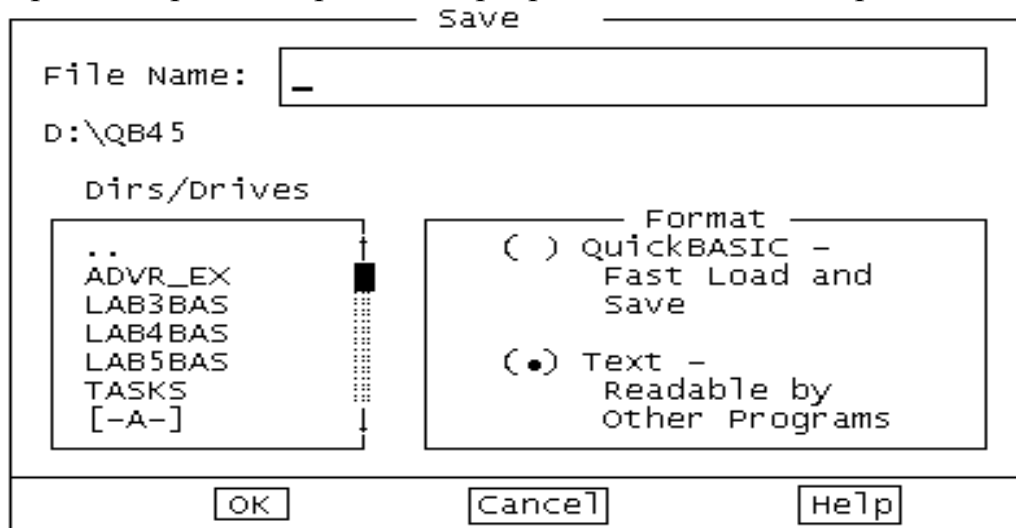 Save
File Name: _
D:\QB45
Dirs/Drives
..
ADVR_EX
LAB3BAS
LAB4BAS
LAB5BAS
TASKS
[-A-]
Format
( ) QuickBASIC -
Fast Load and
Save
(•) Text -
Readable by
Other Programs
OK Cancel Help